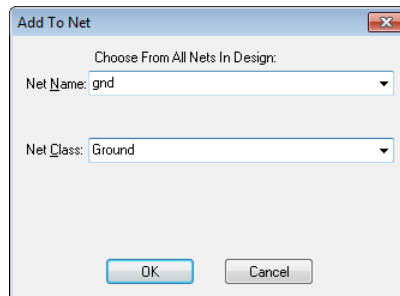 Add To Net
Choose From All Nets In Design:
Net Name: gnd
Net Class: Ground
OK Cancel